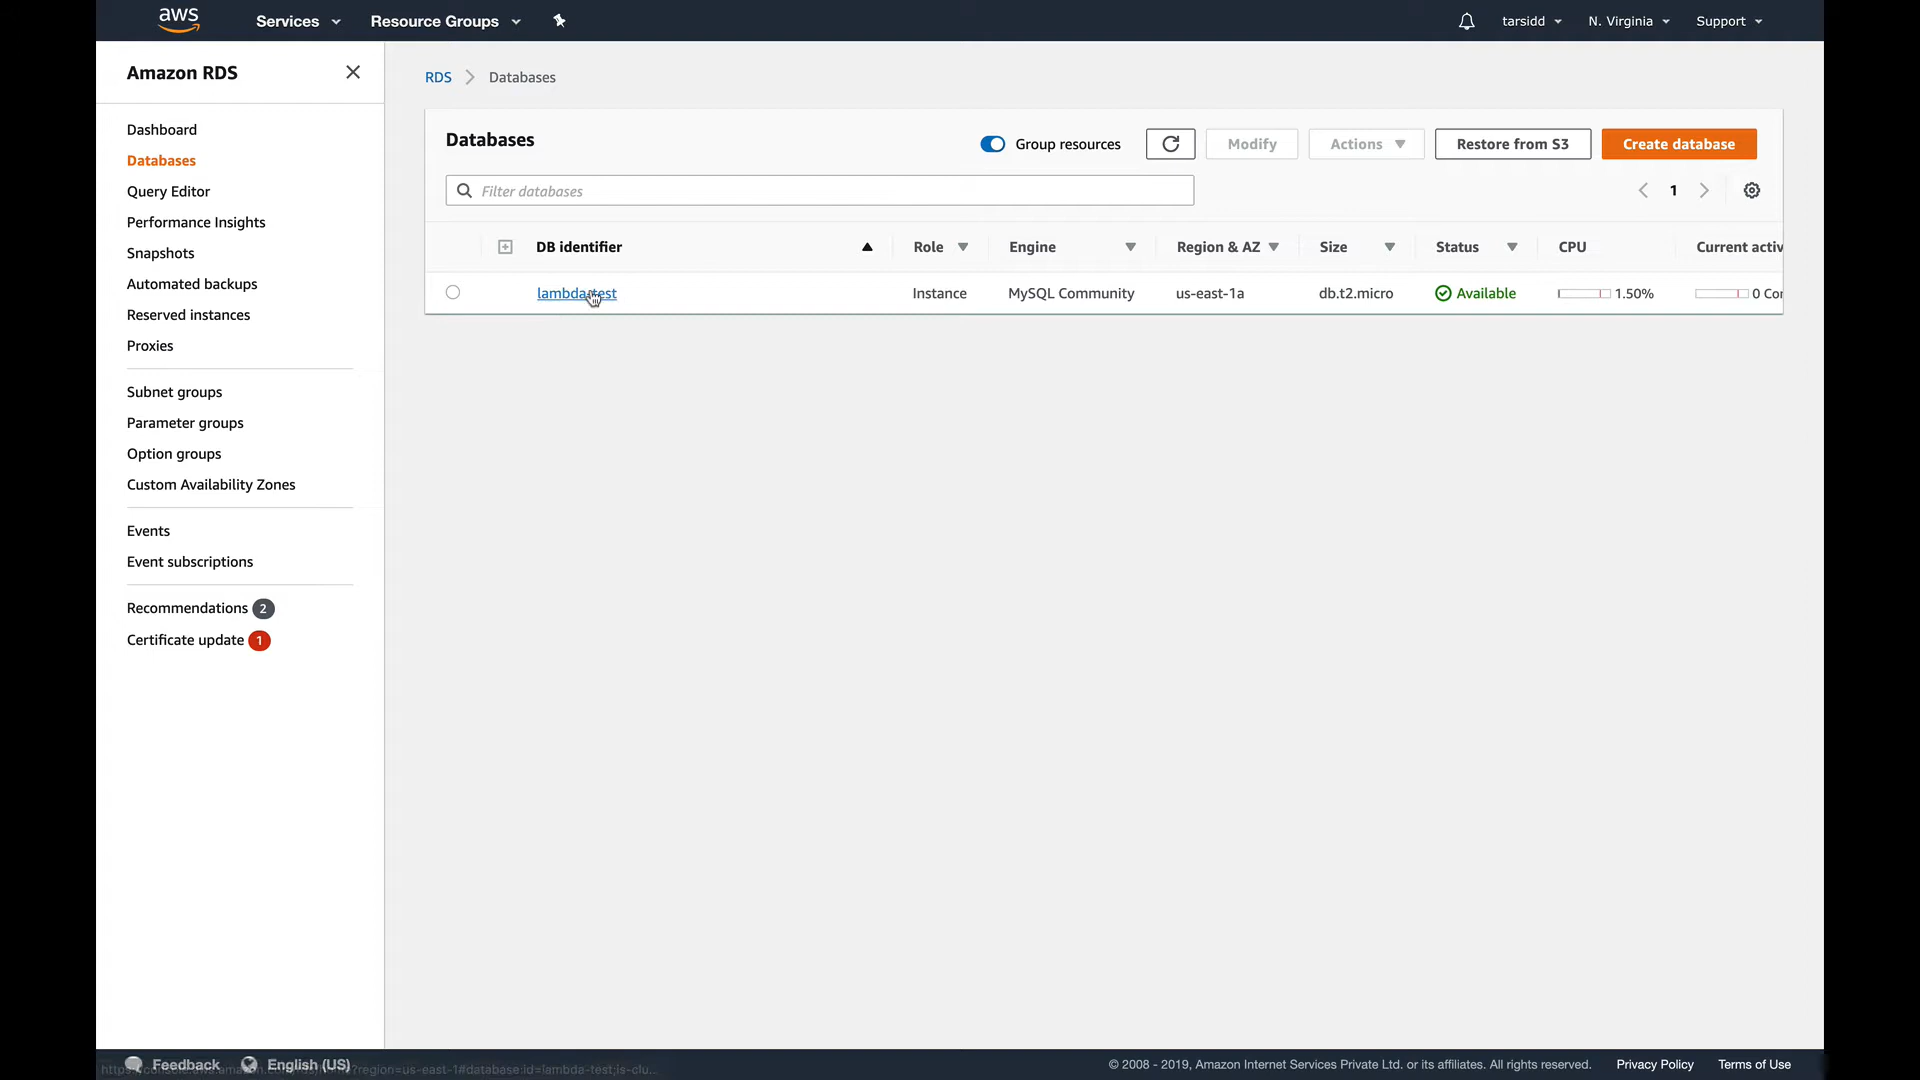 aws Services Resource Groups tarsidd N. Virginia Support
Amazon RDS
Dashboard
Databases
Query Editor
Performance Insights
Snapshots
Automated backups
Reserved instances
Proxies
Subnet groups
Parameter groups
Option groups
Custom Availability Zones
Events
Event subscriptions
Recommendations 2
Certificate update 1
RDS Databases
Databases Group resources Modify Actions Restore from S3 Create database
Filter databases 1
DB identifier Role Engine Region & AZ Size Status CPU Current activ
lambda-test Instance MySQL Community us-east-1a db.t2.micro Available 1.50% 0 Con
Feedback English (US) © 2008 - 2019, Amazon Internet Services Private Ltd. or its affiliates. All rights reserved. Privacy Policy Terms of Use